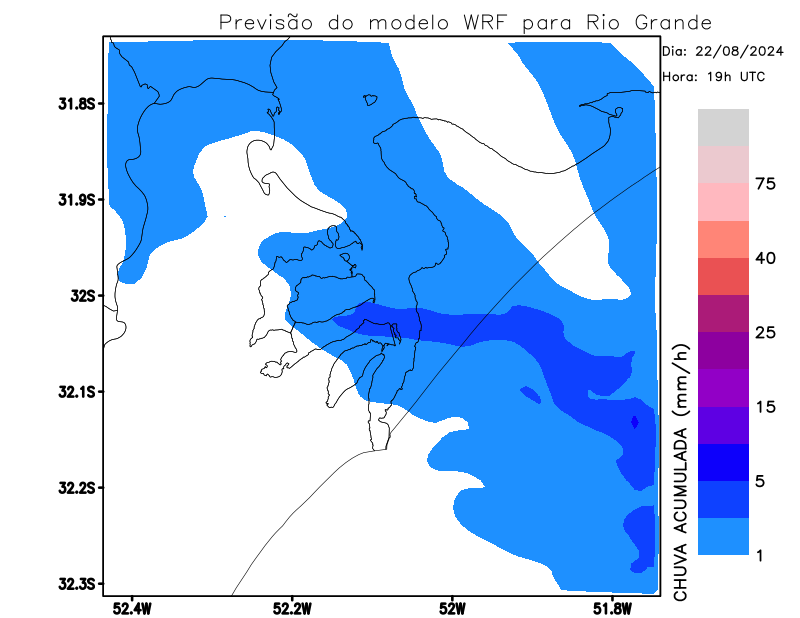 Previsão do modelo WRF para Rio Grande
Dia: 22/08/2024
Hora: 19h UTC
31.8S
31.9S
32S
32.1S
32.2S
32.3S
52.4W
52.2W
52W
51.8W
75
40
25
15
5
1
CHUVA ACUMULADA (mm/h)